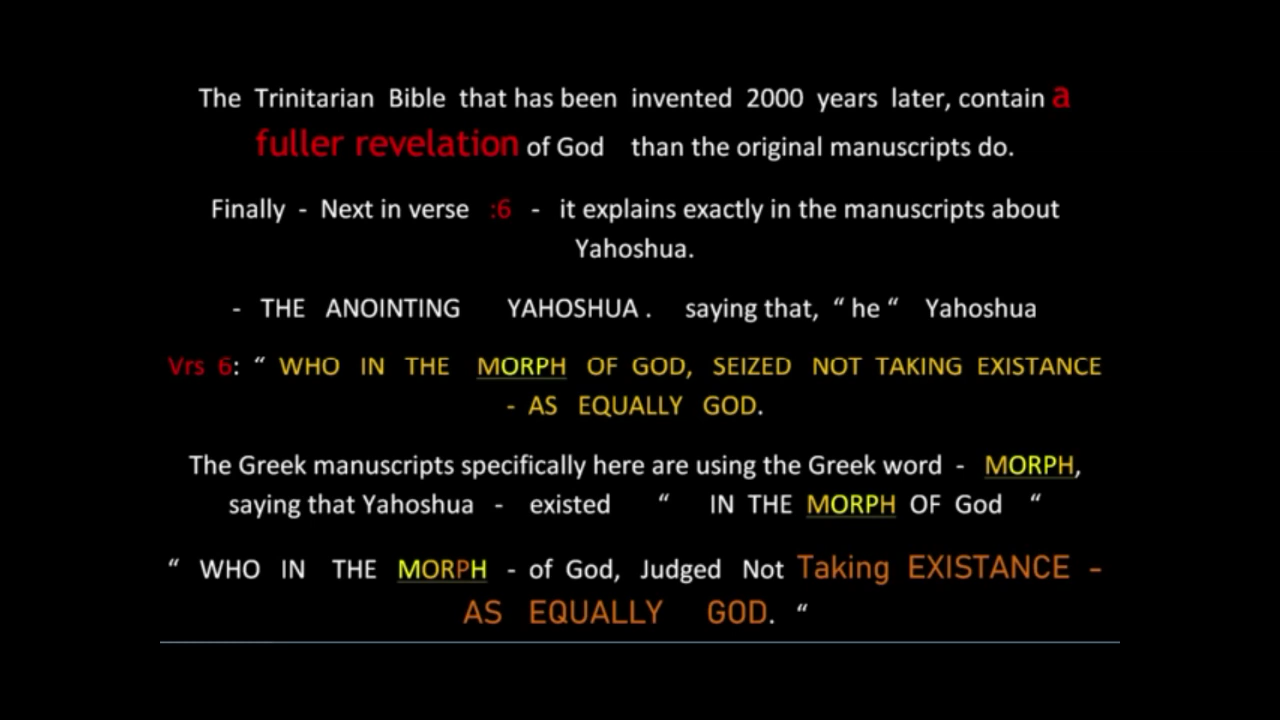 The Trinitarian Bible that has been invented 2000 years later, contain a
fuller revelation of God than the original manuscripts do.
Finally - Next in verse :6 - it explains exactly in the manuscripts about
Yahoshua.
- THE ANOINTING YAHOSHUA . saying that, “ he “ Yahoshua
Vrs 6: “ WHO IN THE MORPH OF GOD, SEIZED NOT TAKING EXISTANCE
- AS EQUALLY GOD.
The Greek manuscripts specifically here are using the Greek word - MORPH,
saying that Yahoshua - existed “ IN THE MORPH OF God “
“ WHO IN THE MORPH - of God, Judged Not Taking EXISTANCE –
AS EQUALLY GOD. “